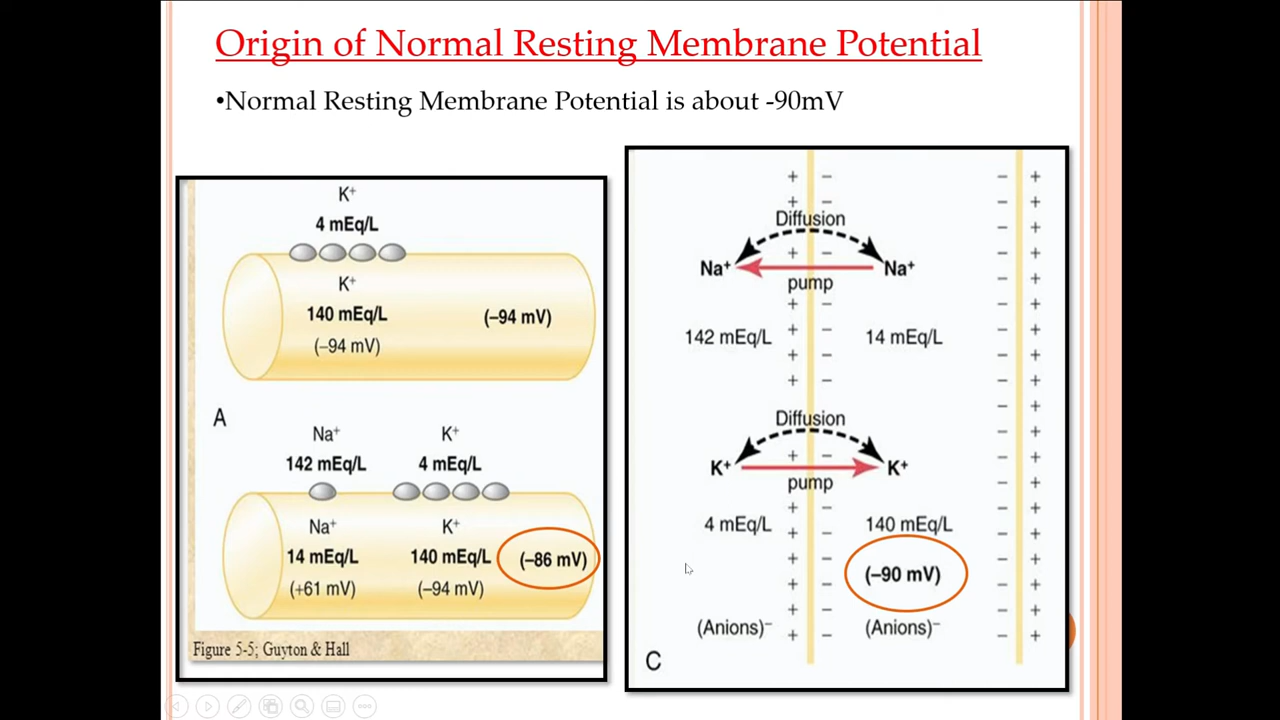 Origin of Normal Resting Membrane Potential
•Normal Resting Membrane Potential is about -90mV
K⁺
4 mEq/L
K⁺
140 mEq/L
(–94 mV)
(–94 mV)
A
Na⁺ K⁺
142 mEq/L 4 mEq/L
Na⁺ K⁺
14 mEq/L 140 mEq/L (–86 mV)
(+61 mV) (–94 mV)
Figure 5-5; Guyton & Hall
Diffusion
Na⁺ Na⁺
pump
142 mEq/L 14 mEq/L
Diffusion
K⁺ K⁺
pump
4 mEq/L 140 mEq/L
(–90 mV)
(Anions)⁻ (Anions)⁻
C